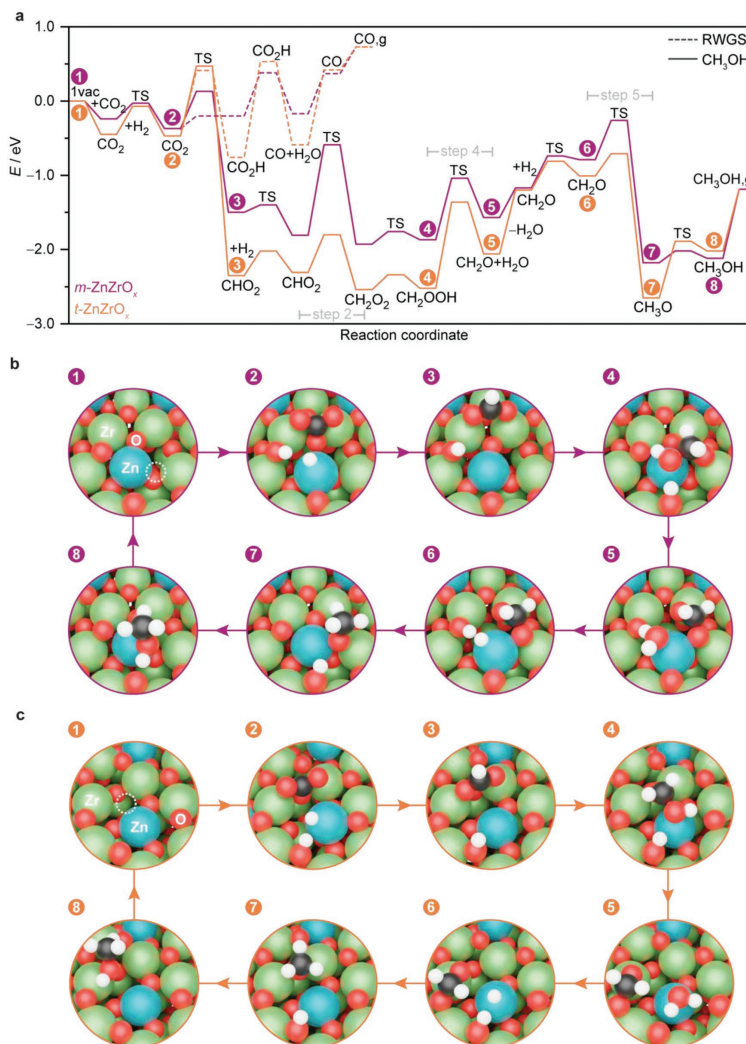 a
1.0
0.0
−1.0
−2.0
−3.0
E / eV
RWGS
CH₃OH
1
1vac
1
+CO₂
CO₂
+H₂
TS
2
CO₂
2
TS
CO₂H
CO₂H
CO+H₂O
CO
CO,g
3
TS
+H₂
3
CHO₂
TS
CHO₂
TS
CH₂O₂
step 2
TS
4
4
CH₂OOH
step 4
TS
5
5
CH₂O+H₂O
−H₂O
+H₂
CH₂O
TS
6
CH₂O
6
step 5
TS
7
7
CH₃O
TS
8
CH₃OH
8
CH₃OH,g
m-ZnZrOₓ
t-ZnZrOₓ
Reaction coordinate
b
1
2
3
4
Zr
O
Zn
8
7
6
5
c
1
2
3
4
Zr
Zn
O
8
7
6
5